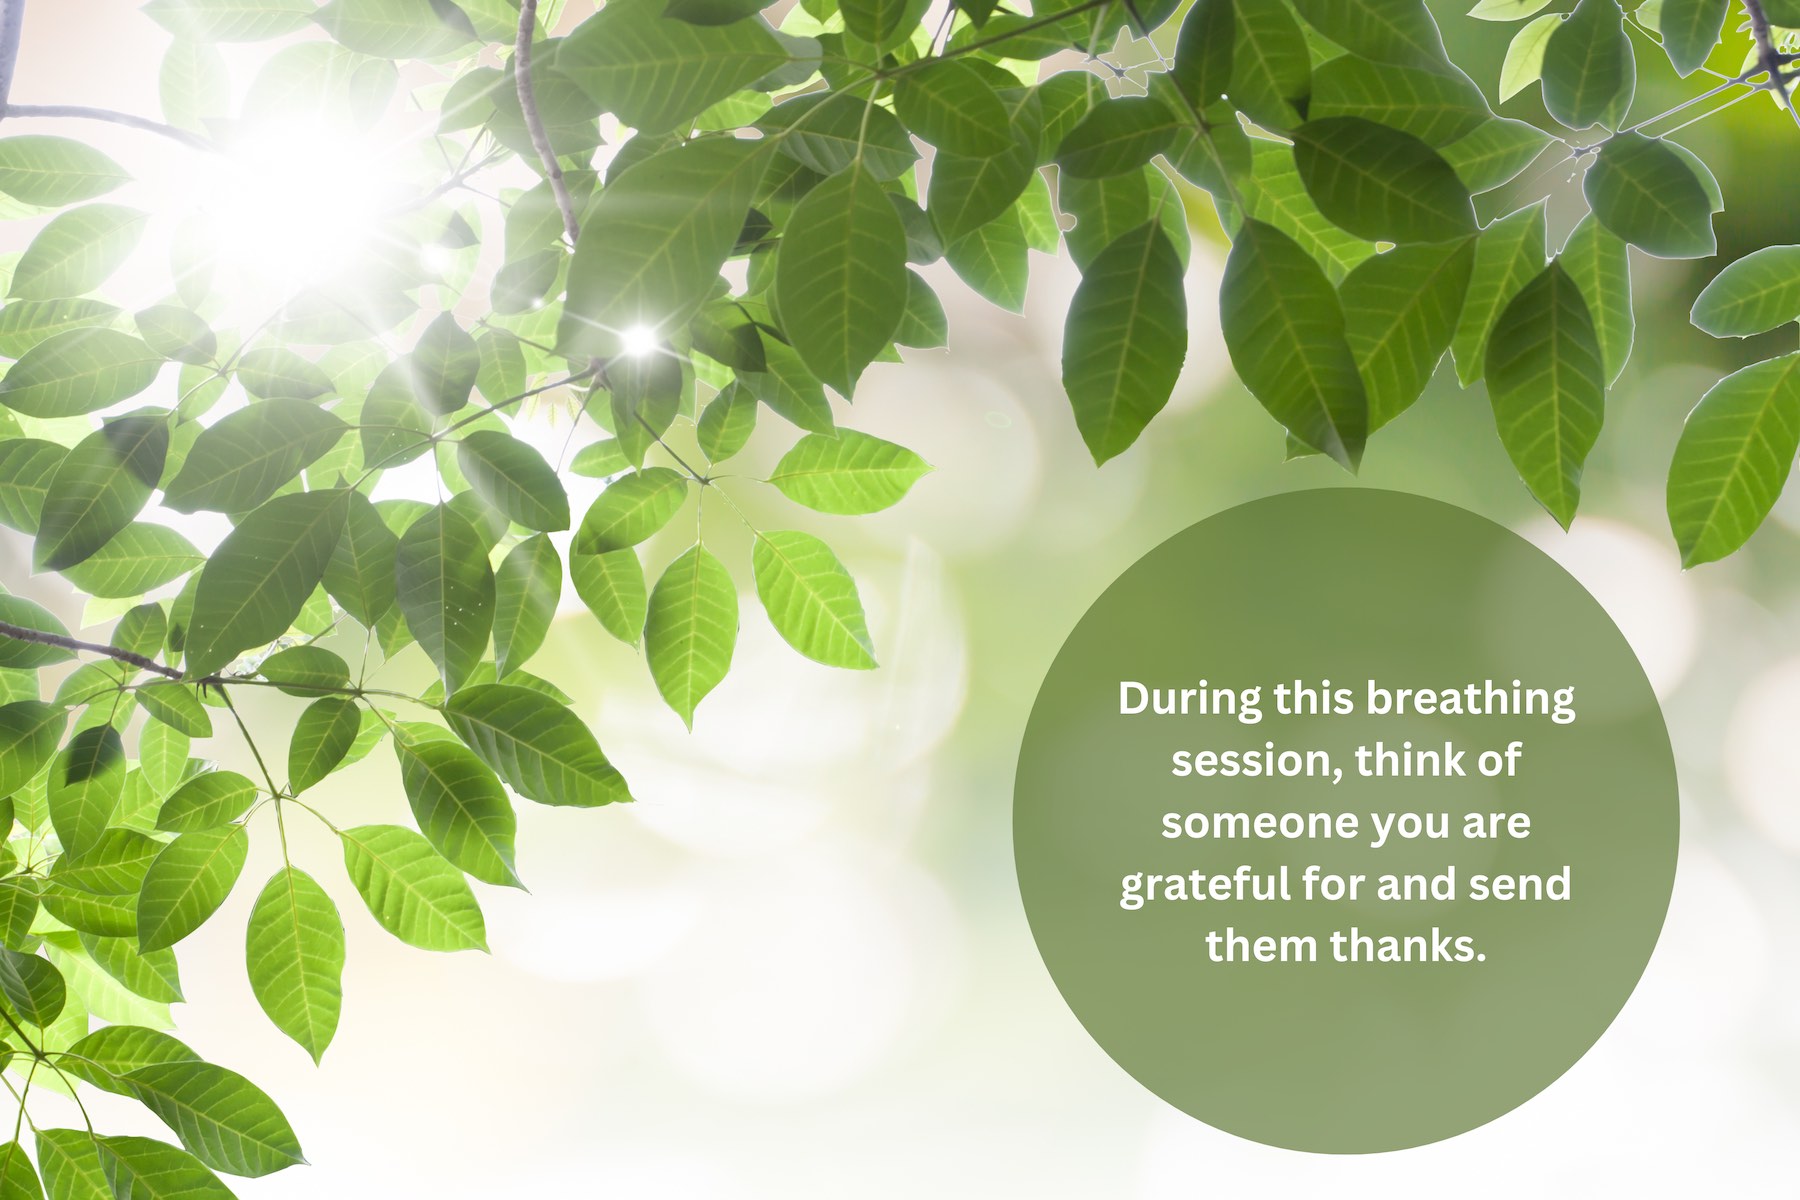 During this breathing
session, think of
someone you are
grateful for and send
them thanks.